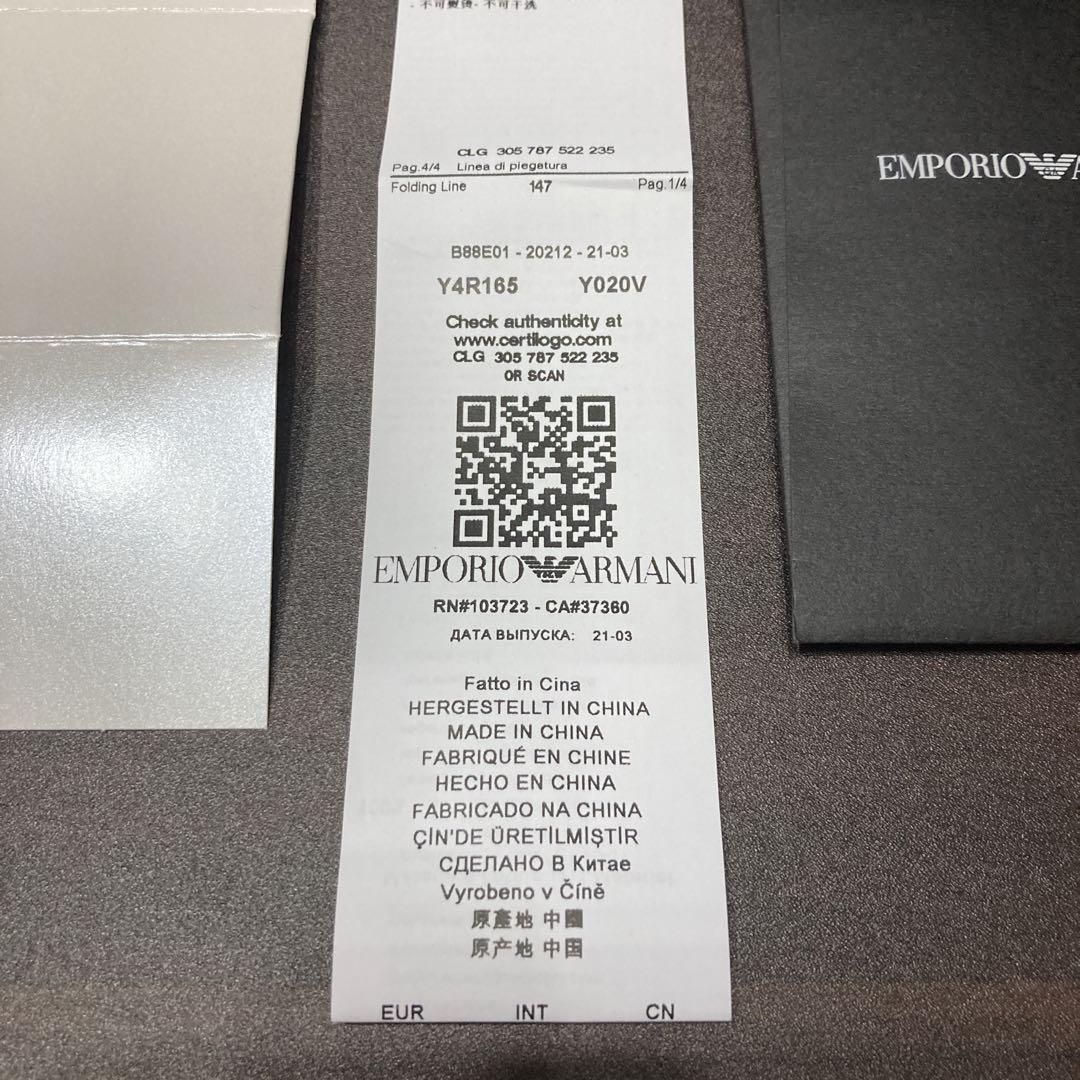 . 不可熨烫- 不可干洗
CLG 305 787 522 235
Pag.4/4 Linea di piegatura
Folding Line 147 Pag.1/4
B88E01 - 20212 - 21-03
Y4R165 Y020V
Check authenticity at
www.certilogo.com
CLG 305 787 522 235
OR SCAN
EMPORIO ARMANI
RN#103723 - CA#37360
ДАТА ВЫПУСКА: 21-03
Fatto in Cina
HERGESTELLT IN CHINA
MADE IN CHINA
FABRIQUÉ EN CHINE
HECHO EN CHINA
FABRICADO NA CHINA
ÇİN'DE ÜRETİLMİŞTİR
СДЕЛАНО В Китае
Vyrobeno v Číně
原產地 中國
原产地 中国
EUR INT CN
EMPORIO A